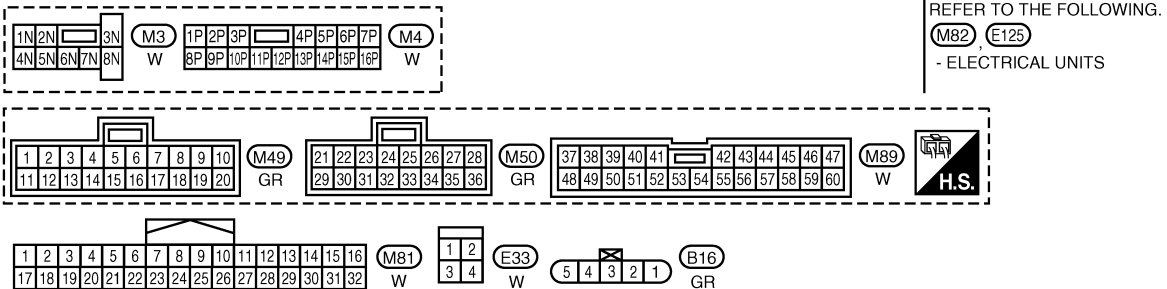 REFER TO THE FOLLOWING.
M82 , E125
- ELECTRICAL UNITS
1N 2N 3N
4N 5N 6N 7N 8N
M3
W
1P 2P 3P 4P 5P 6P 7P
8P 9P 10P 11P 12P 13P 14P 15P 16P
M4
W
1 2 3 4 5 6 7 8 9 10
11 12 13 14 15 16 17 18 19 20
M49
GR
21 22 23 24 25 26 27 28
29 30 31 32 33 34 35 36
M50
GR
37 38 39 40 41 42 43 44 45 46 47
48 49 50 51 52 53 54 55 56 57 58 59 60
M89
W
H.S.
1 2 3 4 5 6 7 8 9 10 11 12 13 14 15 16
17 18 19 20 21 22 23 24 25 26 27 28 29 30 31 32
M81
W
1 2
3 4
E33
W
5 4 3 2 1
B16
GR